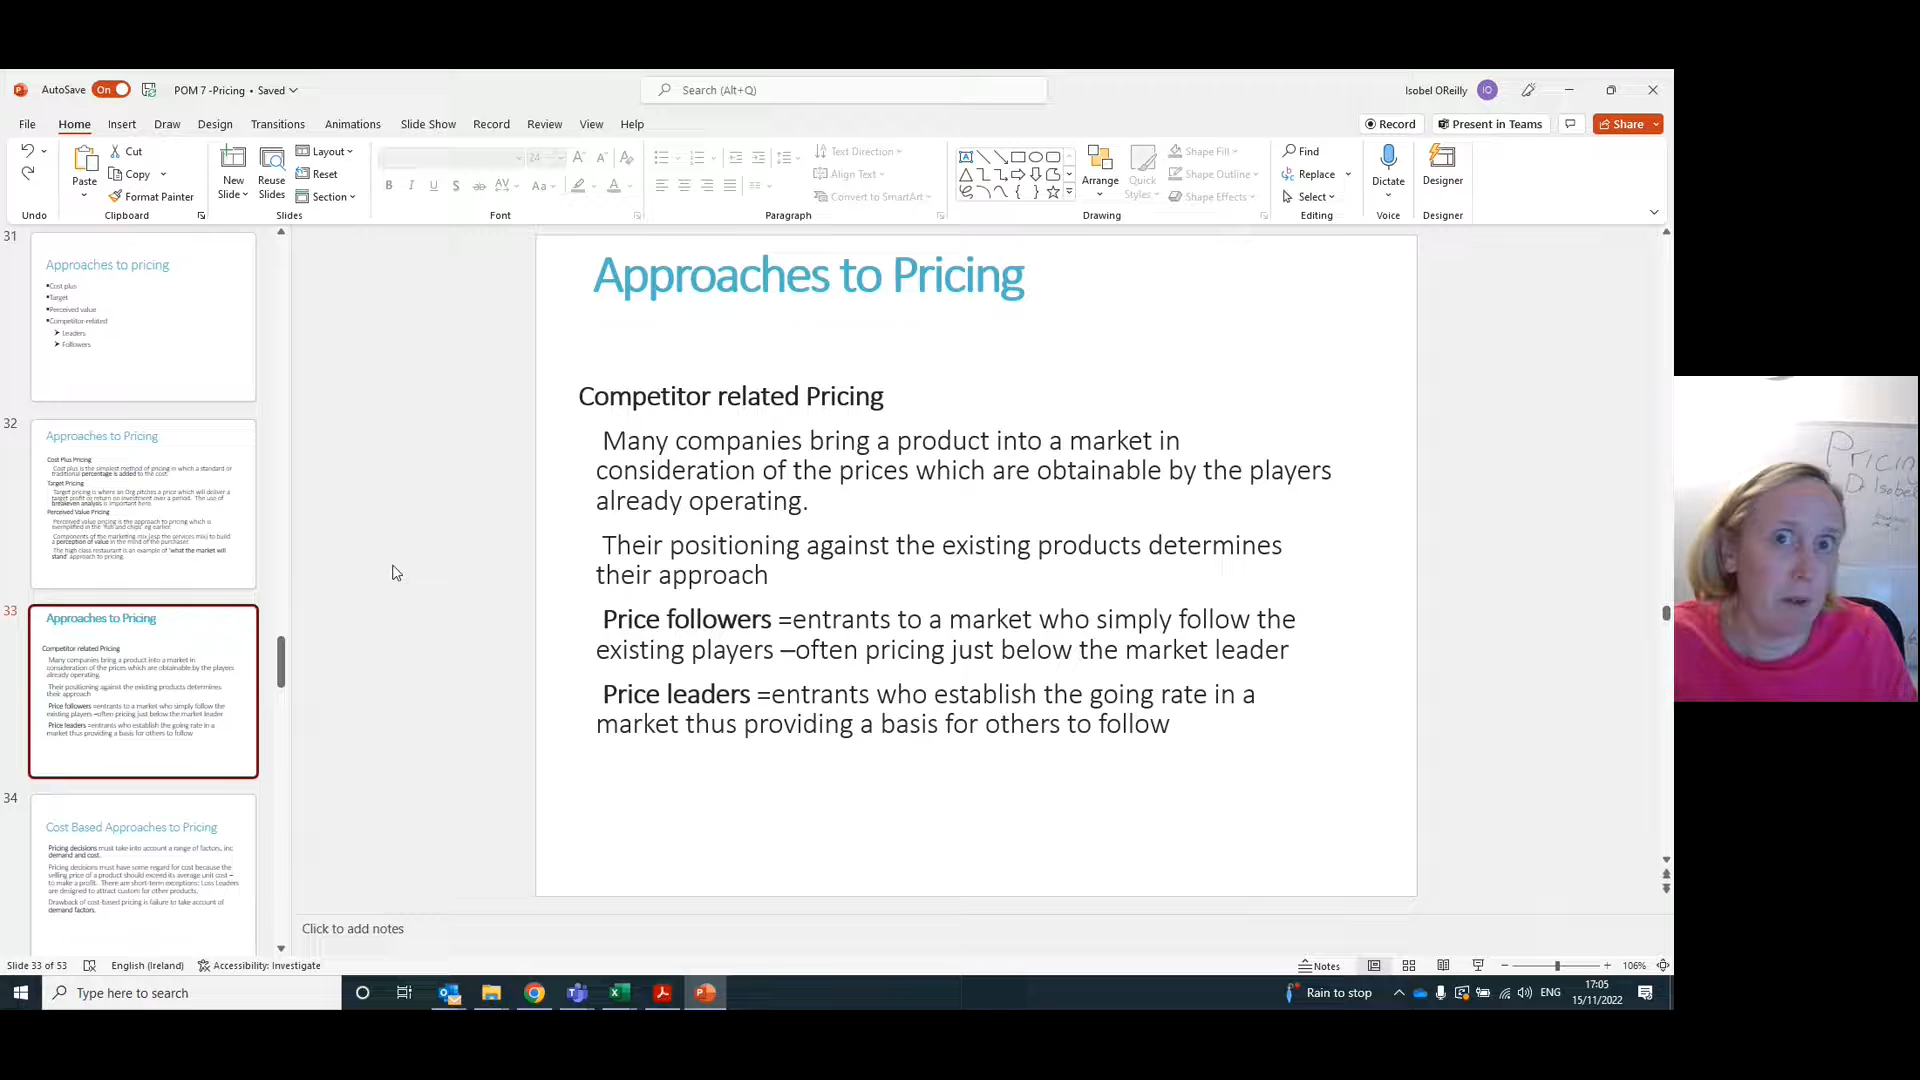 AutoSave On POM 7 -Pricing • Saved Search (Alt+Q) Isobel OReilly IO
File Home Insert Draw Design Transitions Animations Slide Show Record Review View Help Record Present in Teams Share
Undo
Paste
Cut
Copy
Format Painter
Clipboard
New Slide
Reuse Slides
Layout
Reset
Section
Slides
24
Font
Text Direction
Align Text
Convert to SmartArt
Paragraph
Arrange
Quick Styles
Shape Fill
Shape Outline
Shape Effects
Drawing
Find
Replace
Select
Editing
Dictate
Voice
Designer
Designer
31
Approaches to pricing
Cost plus
Target
Perceived value
Competitor-related
Leaders
Followers
32
Approaches to Pricing
Cost Plus Pricing
Cost plus is the simplest method of pricing in which a standard or
traditional percentage is added to the cost.
Target Pricing
Target pricing is where an Org pitches a price which will deliver a
target profit or return on investment over a period. The use of
breakeven analysis is important here.
Perceived Value Pricing
Perceived value pricing is the approach to pricing which is
exemplified in the 'fish and chips' eg earlier.
Components of the marketing mix (esp the services mix) to build
a perception of value in the mind of the purchaser.
The high class restaurant is an example of 'what the market will
stand' approach to pricing.
33
Approaches to Pricing
Competitor related Pricing
Many companies bring a product into a market in
consideration of the prices which are obtainable by the players
already operating.
Their positioning against the existing products determines
their approach
Price followers =entrants to a market who simply follow the
existing players –often pricing just below the market leader
Price leaders =entrants who establish the going rate in a
market thus providing a basis for others to follow
34
Cost Based Approaches to Pricing
Pricing decisions must take into account a range of factors, inc
demand and cost.
Pricing decisions must have some regard for cost because the
selling price of a product should exceed its average unit cost –
to make a profit. There are short-term exceptions: Loss Leaders
are designed to attract custom for other products.
Drawback of cost-based pricing is failure to take account of
demand factors.
Approaches to Pricing
Competitor related Pricing
Many companies bring a product into a market in
consideration of the prices which are obtainable by the players
already operating.
Their positioning against the existing products determines
their approach
Price followers =entrants to a market who simply follow the
existing players –often pricing just below the market leader
Price leaders =entrants who establish the going rate in a
market thus providing a basis for others to follow
Click to add notes
Pricin
Dr Isobel
Slide 33 of 53 English (Ireland) Accessibility: Investigate Notes 106%
Type here to search Rain to stop ENG 17:05
15/11/2022